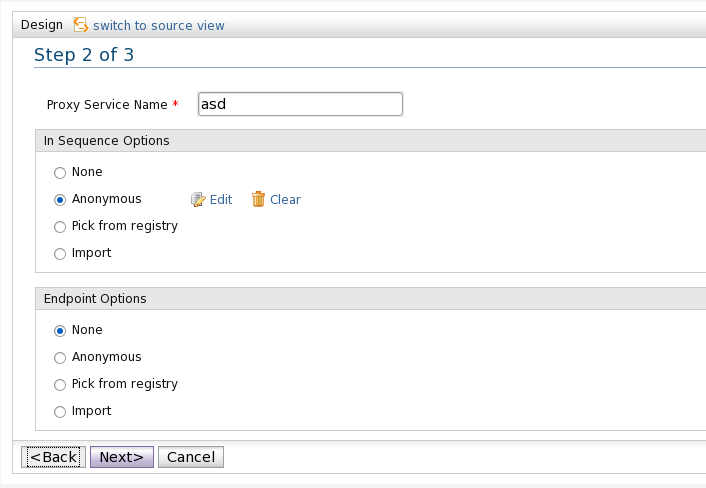 Design switch to source view
Step 2 of 3
Proxy Service Name * asd
In Sequence Options
None
Anonymous Edit Clear
Pick from registry
Import
Endpoint Options
None
Anonymous
Pick from registry
Import
<Back Next> Cancel